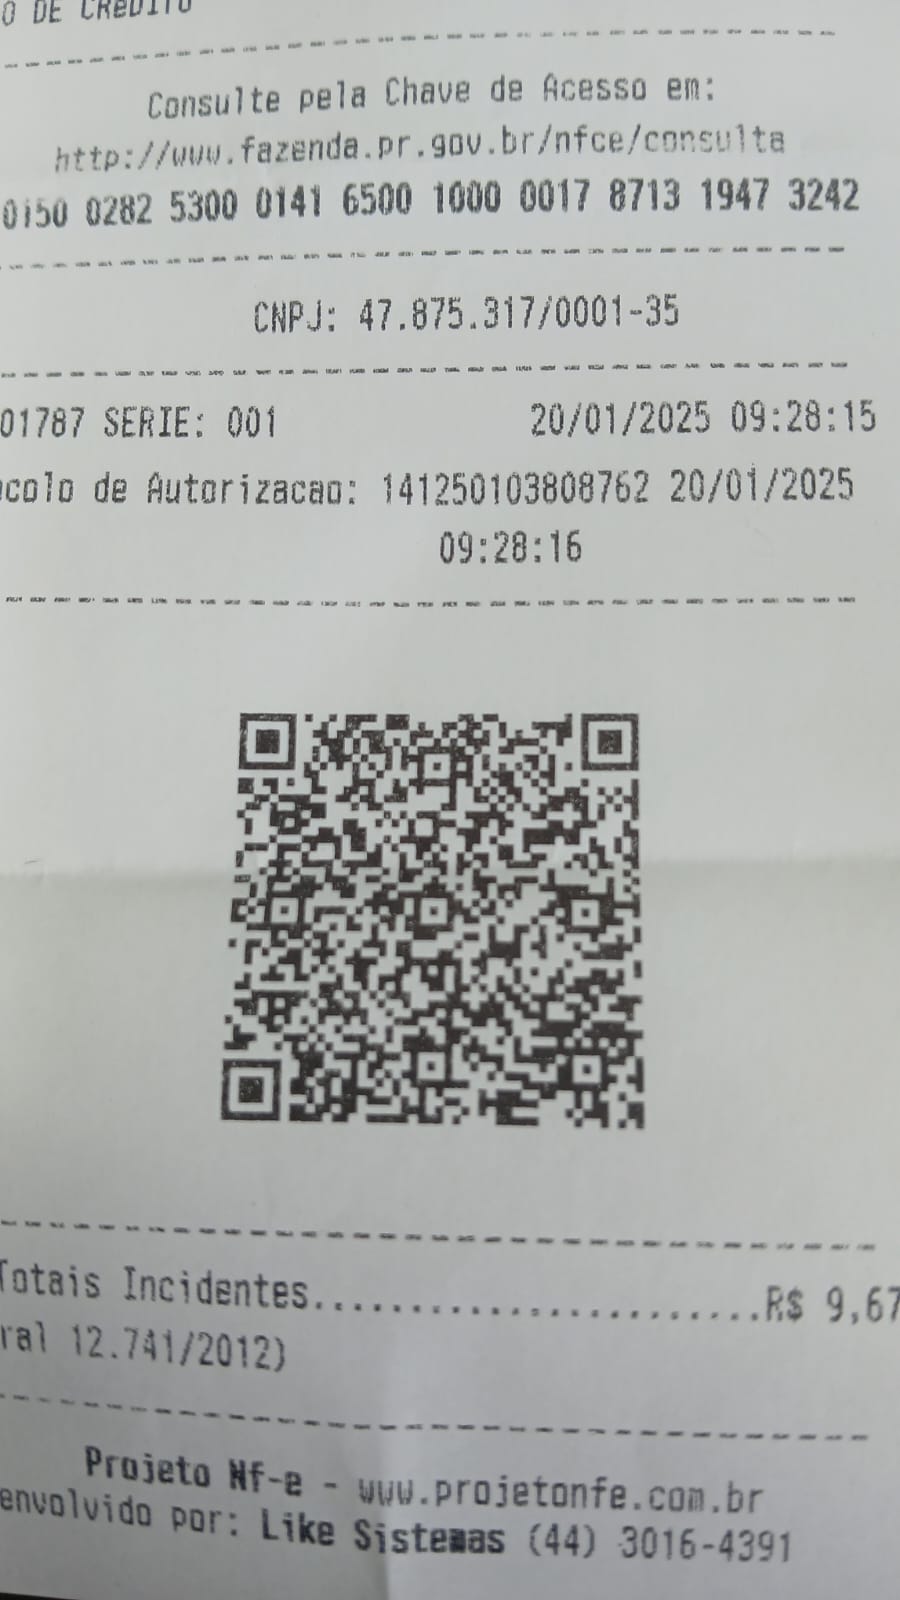 O DE CREDITO
Consulte pela Chave de Acesso em:
http://www.fazenda.pr.gov.br/nfce/consulta
0150 0282 5300 0141 6500 1000 0017 8713 1947 3242
CNPJ: 47.875.317/0001-35
01787 SERIE: 001 20/01/2025 09:28:15
ocolo de Autorizacao: 141250103808762 20/01/2025
09:28:16
Totais Incidentes.........................R$ 9,67
ral 12.741/2012)
Projeto Nf-e - www.projetonfe.com.br
envolvido por: Like Sistemas (44) 3016-4391